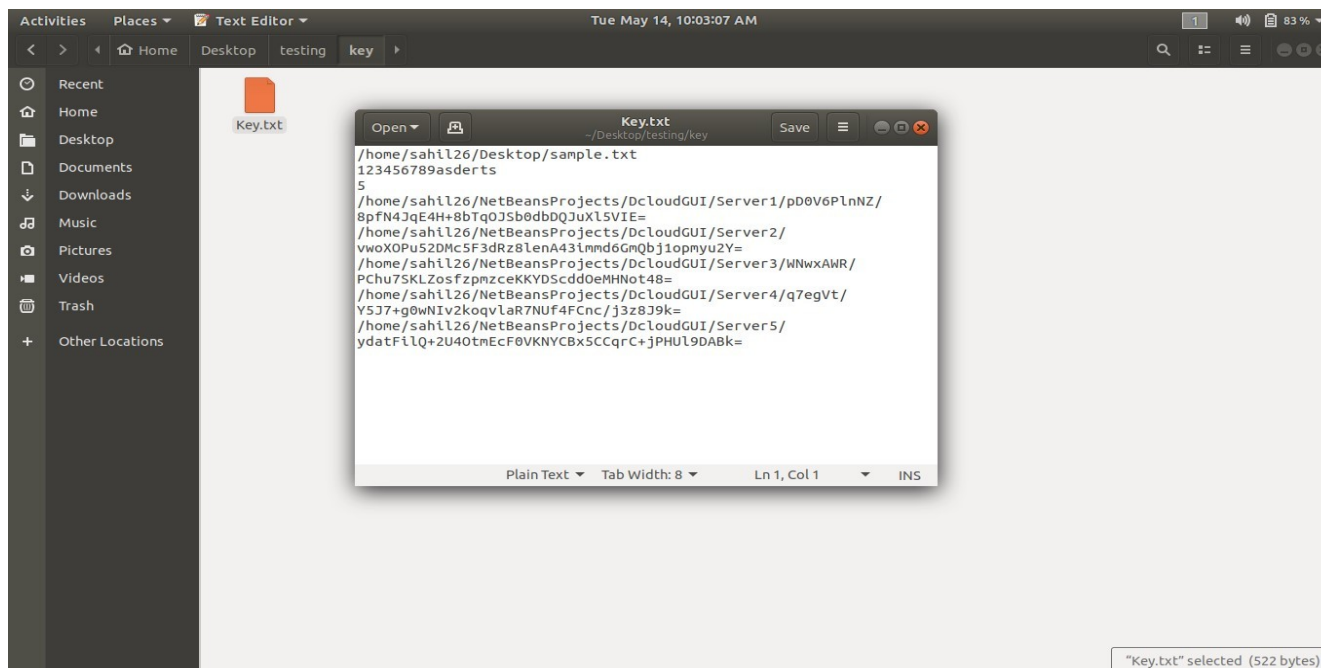 Activities Places Text Editor Tue May 14, 10:03:07 AM 1 83 %
Home Desktop testing key
Recent
Home
Desktop
Documents
Downloads
Music
Pictures
Videos
Trash
+ Other Locations
Key.txt
Open Key.txt Save
~/Desktop/testing/key
/home/sahil26/Desktop/sample.txt
123456789asderts
5
/home/sahil26/NetBeansProjects/DcloudGUI/Server1/pD0V6PlnNZ/
8pfN4JqE4H+8bTqOJSb0dbDQJuXl5VIE=
/home/sahil26/NetBeansProjects/DcloudGUI/Server2/
vwoXOPu52DMc5F3dRz8lenA43immd6GmQbj1opmyu2Y=
/home/sahil26/NetBeansProjects/DcloudGUI/Server3/WNwxAWR/
PChu7SKLZosfzpmzceKKYDScddOeMHNot48=
/home/sahil26/NetBeansProjects/DcloudGUI/Server4/q7egVt/
Y5J7+g0wNIv2koqvlaR7NUf4FCnc/j3z8J9k=
/home/sahil26/NetBeansProjects/DcloudGUI/Server5/
ydatFilQ+2U4OtmEcF0VKNYCBx5CCqrC+jPHUl9DABk=
Plain Text Tab Width: 8 Ln 1, Col 1 INS
"Key.txt" selected (522 bytes)